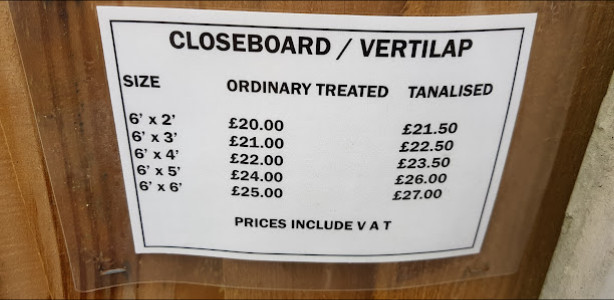 CLOSEBOARD / VERTILAP
SIZE ORDINARY TREATED TANALISED
6' x 2' £20.00 £21.50
6' x 3' £21.00 £22.50
6' x 4' £22.00 £23.50
6' x 5' £24.00 £26.00
6' x 6' £25.00 £27.00
PRICES INCLUDE V A T